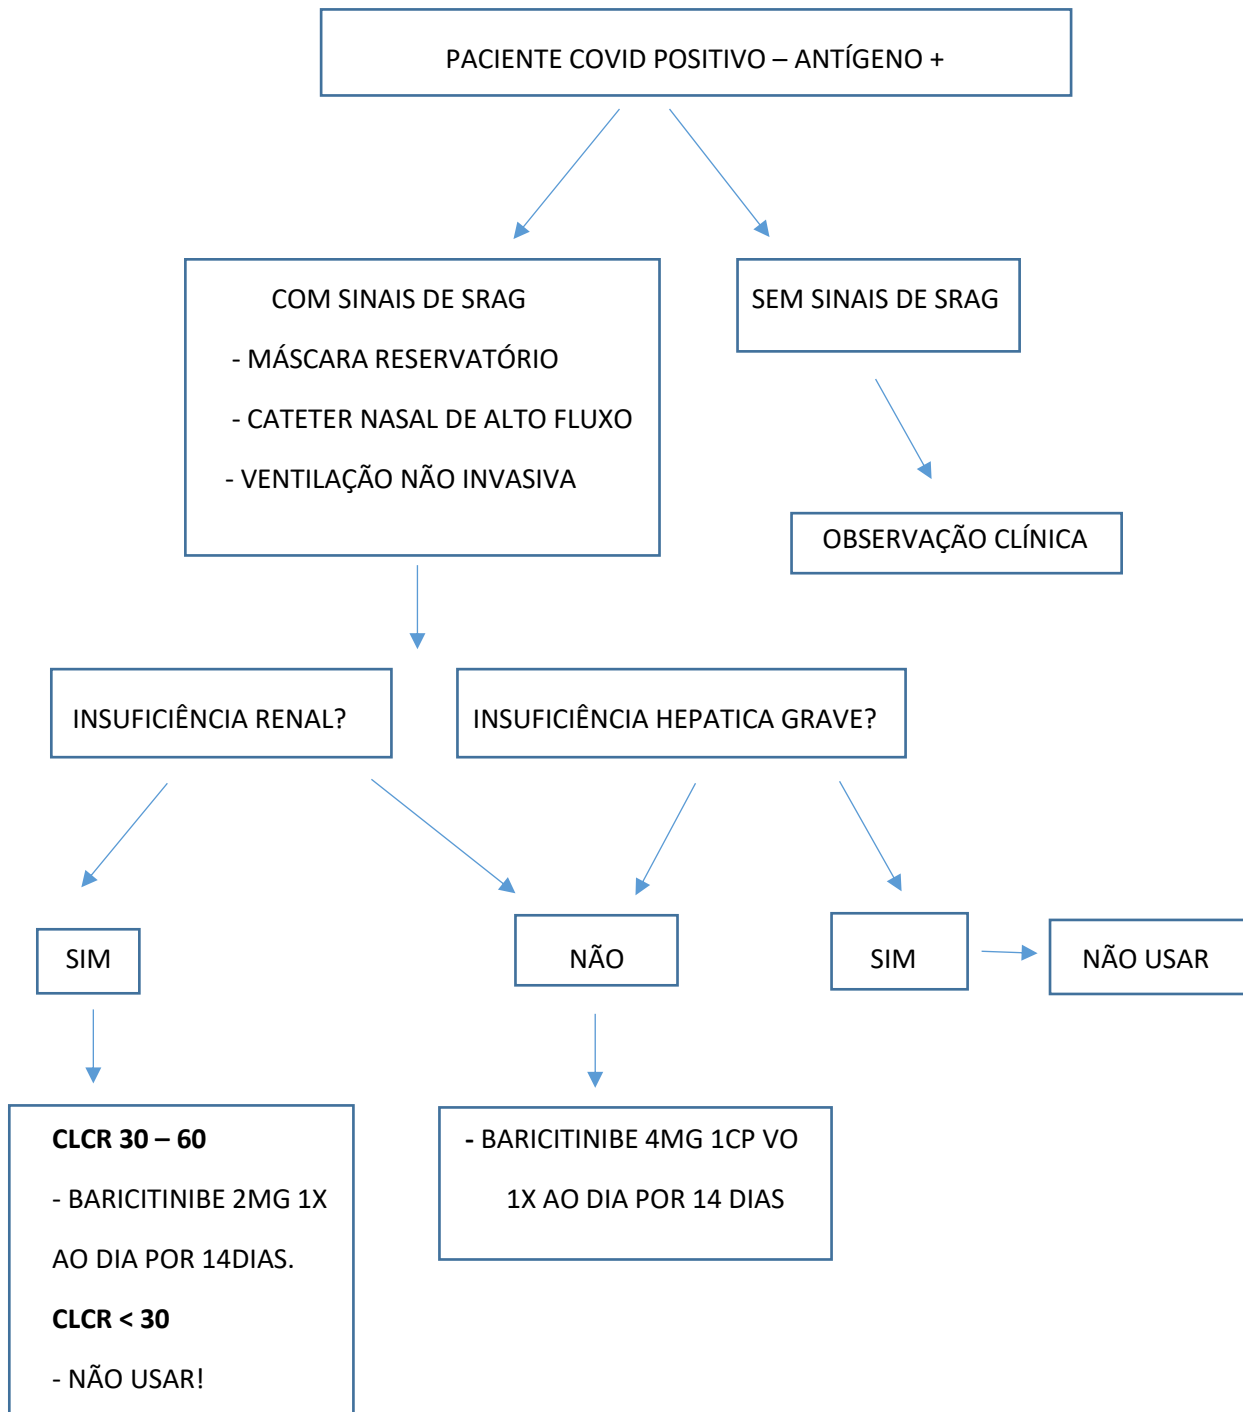 PACIENTE COVID POSITIVO – ANTÍGENO +
COM SINAIS DE SRAG
- MÁSCARA RESERVATÓRIO
- CATETER NASAL DE ALTO FLUXO
- VENTILAÇÃO NÃO INVASIVA
SEM SINAIS DE SRAG
OBSERVAÇÃO CLÍNICA
INSUFICIÊNCIA RENAL?
INSUFICIÊNCIA HEPATICA GRAVE?
SIM
NÃO
SIM
NÃO USAR
CLCR 30 – 60
- BARICITINIBE 2MG 1X
AO DIA POR 14DIAS.
CLCR < 30
- NÃO USAR!
- BARICITINIBE 4MG 1CP VO
1X AO DIA POR 14 DIAS